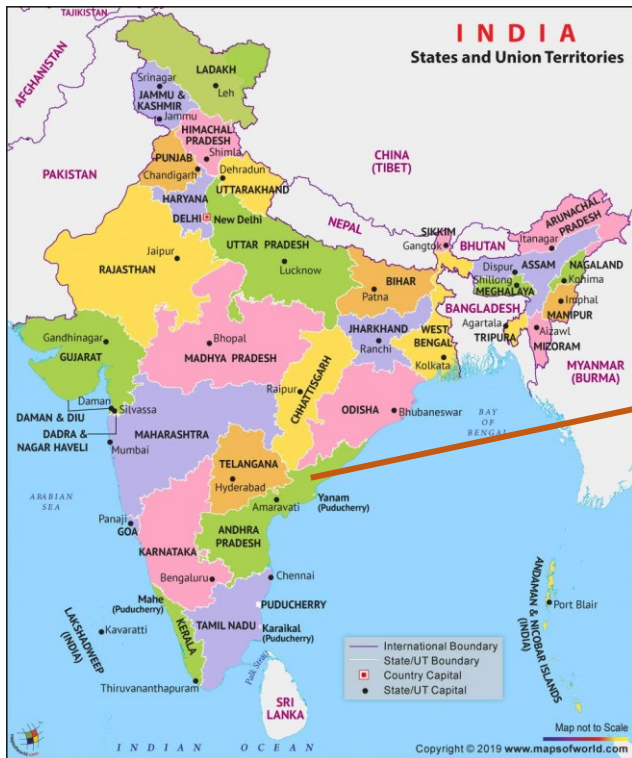 INDIA
States and Union Territories
TAJIKISTAN
AFGHANISTAN
PAKISTAN
CHINA
(TIBET)
NEPAL
BHUTAN
BANGLADESH
MYANMAR
(BURMA)
SRI
LANKA
LADAKH
Leh
Srinagar
JAMMU &
KASHMIR
Jammu
HIMACHAL
PRADESH
Shimla
PUNJAB
Chandigarh
Dehradun
UTTARAKHAND
HARYANA
DELHI
New Delhi
RAJASTHAN
Jaipur
UTTAR PRADESH
Lucknow
BIHAR
Patna
SIKKIM
Gangtok
ARUNACHAL
PRADESH
Itanagar
ASSAM
Dispur
NAGALAND
Kohima
Shillong
MEGHALAYA
Imphal
MANIPUR
Agartala
TRIPURA
Aizawl
MIZORAM
Gandhinagar
GUJARAT
Bhopal
MADHYA PRADESH
JHARKHAND
Ranchi
WEST
BENGAL
Kolkata
Raipur
CHHATTISGARH
ODISHA
Bhubaneswar
Daman
Silvassa
DAMAN & DIU
DADRA &
NAGAR HAVELI
MAHARASHTRA
Mumbai
TELANGANA
Hyderabad
BAY
OF
BENGAL
Yanam
(Puducherry)
Amaravati
ANDHRA
PRADESH
ARABIAN
SEA
Panaji
GOA
KARNATAKA
Bengaluru
Chennai
Mahe
(Puducherry)
PUDUCHERRY
TAMIL NADU
Karaikal
(Puducherry)
KERALA
LAKSHADWEEP
(INDIA)
Kavaratti
Thiruvananthapuram
Palk Strait
ANDAMAN & NICOBAR ISLANDS
(INDIA)
Port Blair
International Boundary
State/UT Boundary
Country Capital
State/UT Capital
INDIAN OCEAN
Map not to Scale
Copyright © 2019 www.mapsofworld.com
mapsofworld.com